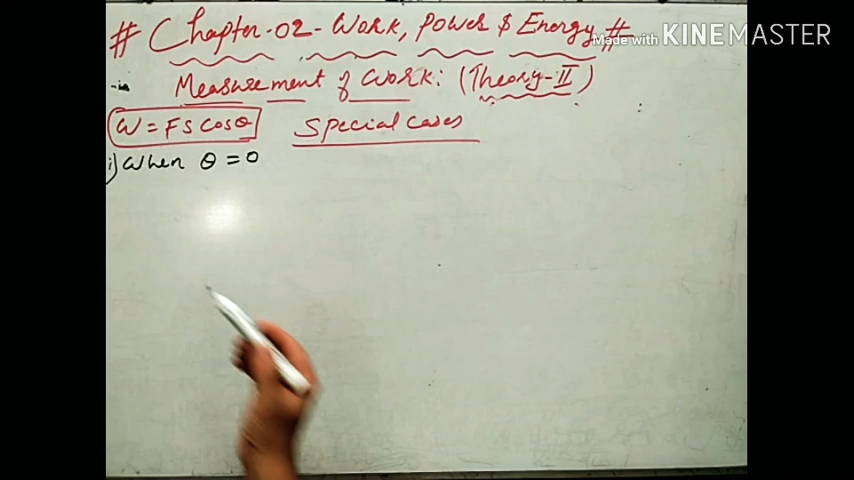 # Chapter-02-Work, Power & Energy #
Made with KINEMASTER
Measurement of Work: (Theory-II)
W = FS Cosθ Special Cases
i) When θ = 0